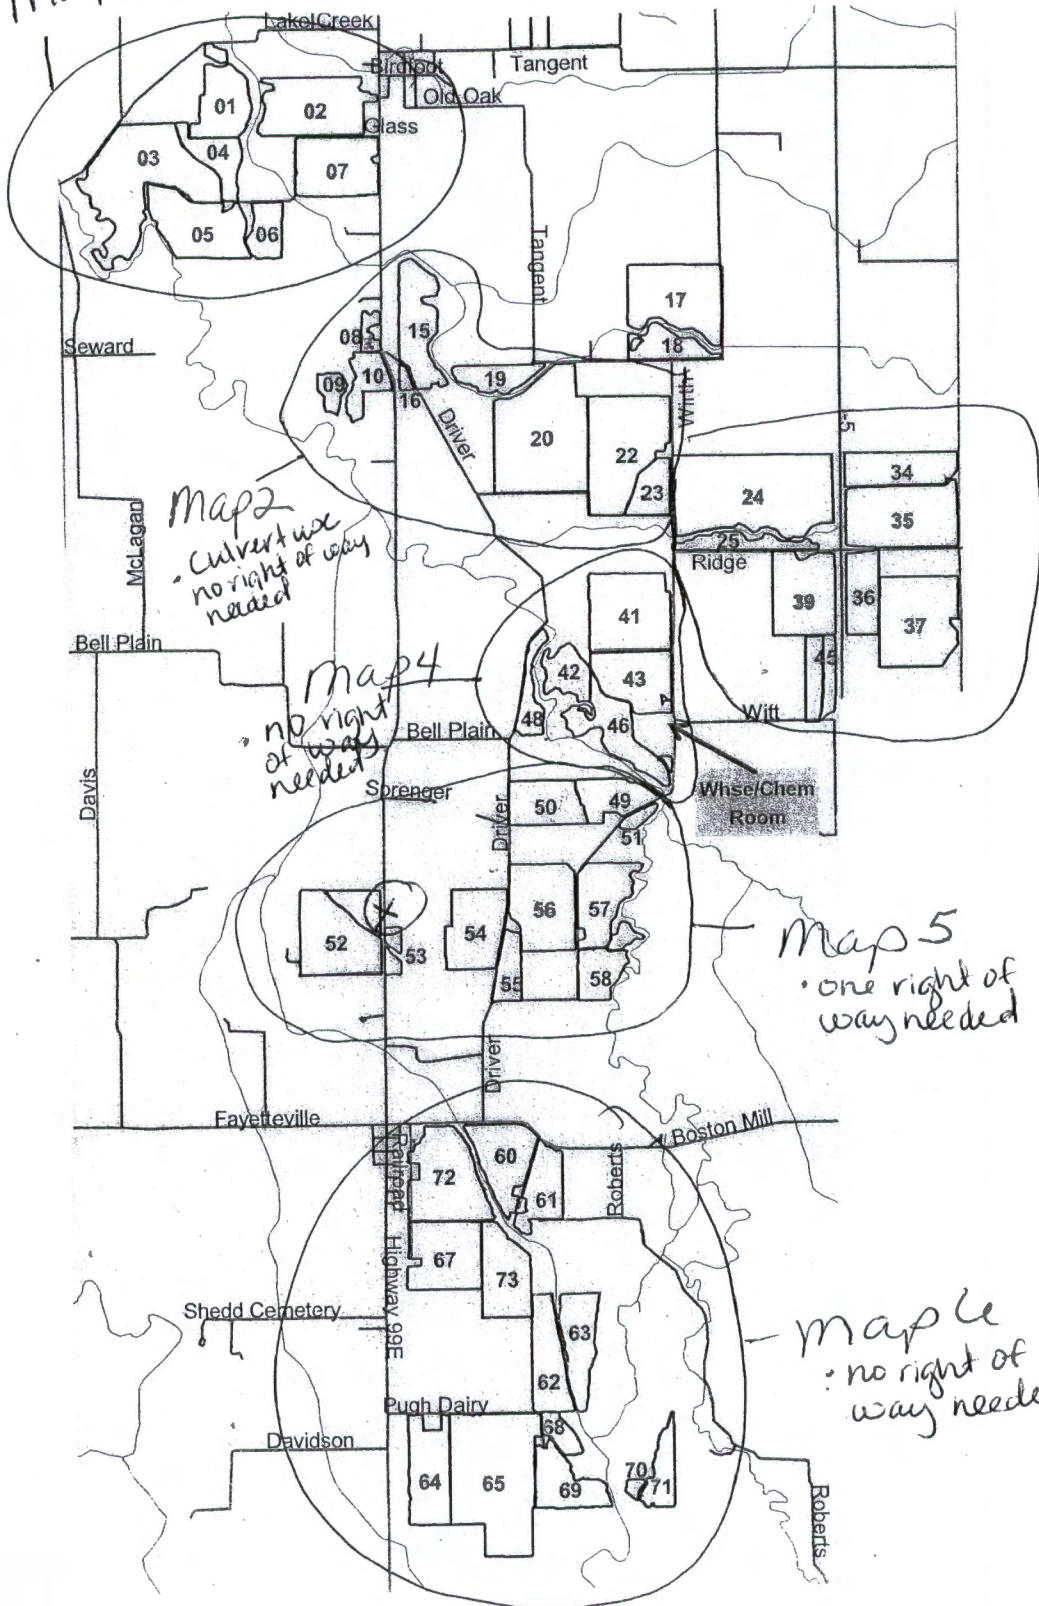 Lake Creek
Birdfoot
Tangent
Old Oak
Glass
01
02
03
04
07
05
06
Tangent
17
18
Seward
08
15
09
10
16
19
Driver
20
22
23
Winn
I-5
24
34
35
25
Ridge
Map 2
• Culvert use
• no right of way
needed
McLagan
39
36
37
45
Bell Plain
41
42
43
Map 4
no right
of way
needed
48
46
Witt
Bell Plain
Whse/Chem
Room
Davis
Sprenger
50
49
51
Driver
X
52
53
54
56
57
55
58
Map 5
• one right of
way needed
Driver
Fayetteville
Boston Mill
Railroad
72
60
61
Roberts
67
73
Highway 99E
Shedd Cemetery
63
62
Map 6
• no right of
way neede
Pugh Dairy
Davidson
68
64
65
69
70
71
Roberts